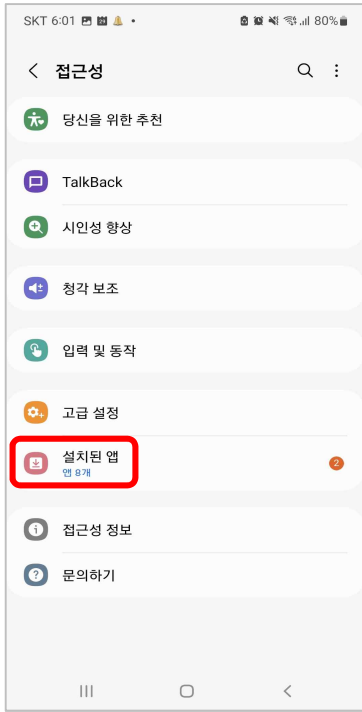 SKT 6:01 80%
접근성
당신을 위한 추천
TalkBack
시인성 향상
청각 보조
입력 및 동작
고급 설정
설치된 앱
앱 8개
2
접근성 정보
문의하기